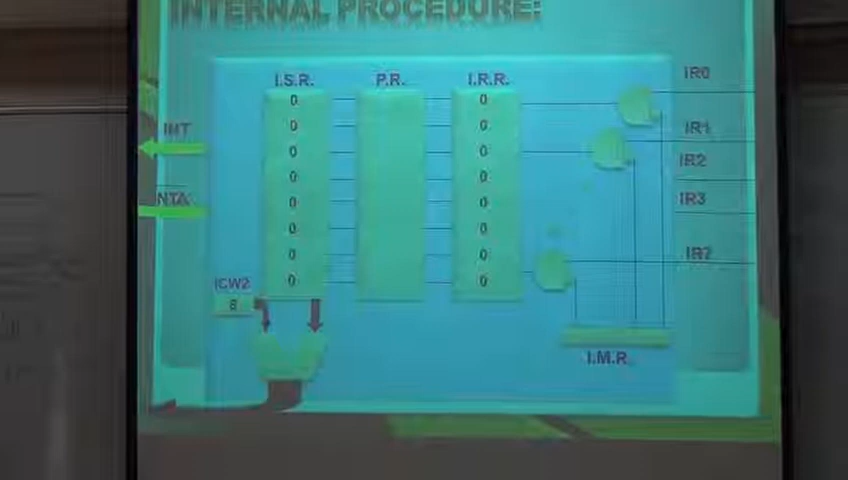 INTERNAL PROCEDURE:
I.S.R. P.R. I.R.R. IR0
0 0
0 0
INT IR1
0 0
IR2
0 0
NTA IR3
0 0
0 0
0 0
IR7
0 0
ICW2
8
I.M.R.